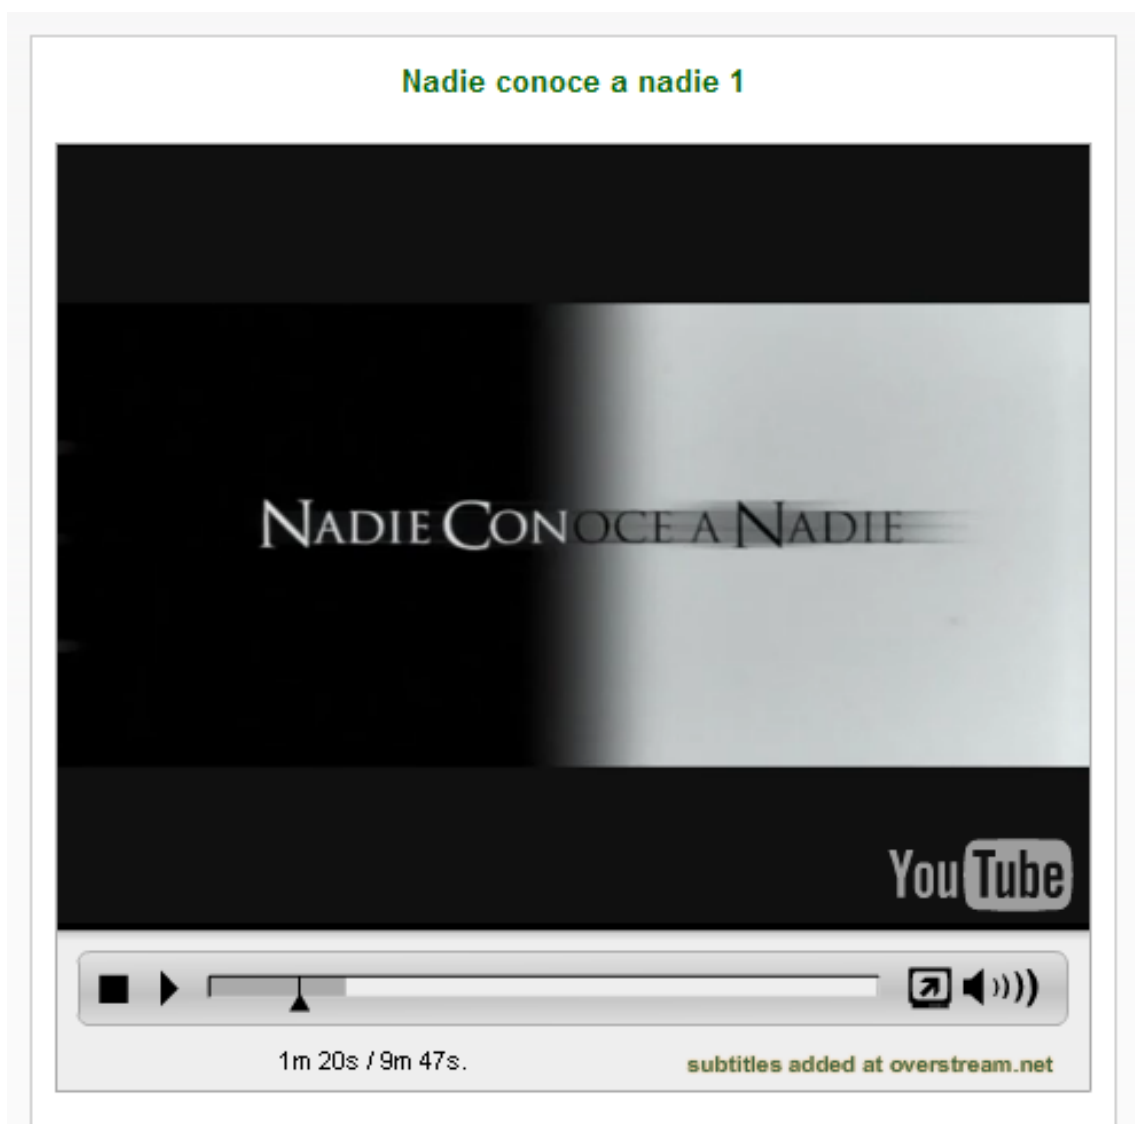 Nadie conoce a nadie 1
NADIE CONOCE A NADIE
YouTube
1m 20s / 9m 47s.
subtitles added at overstream.net